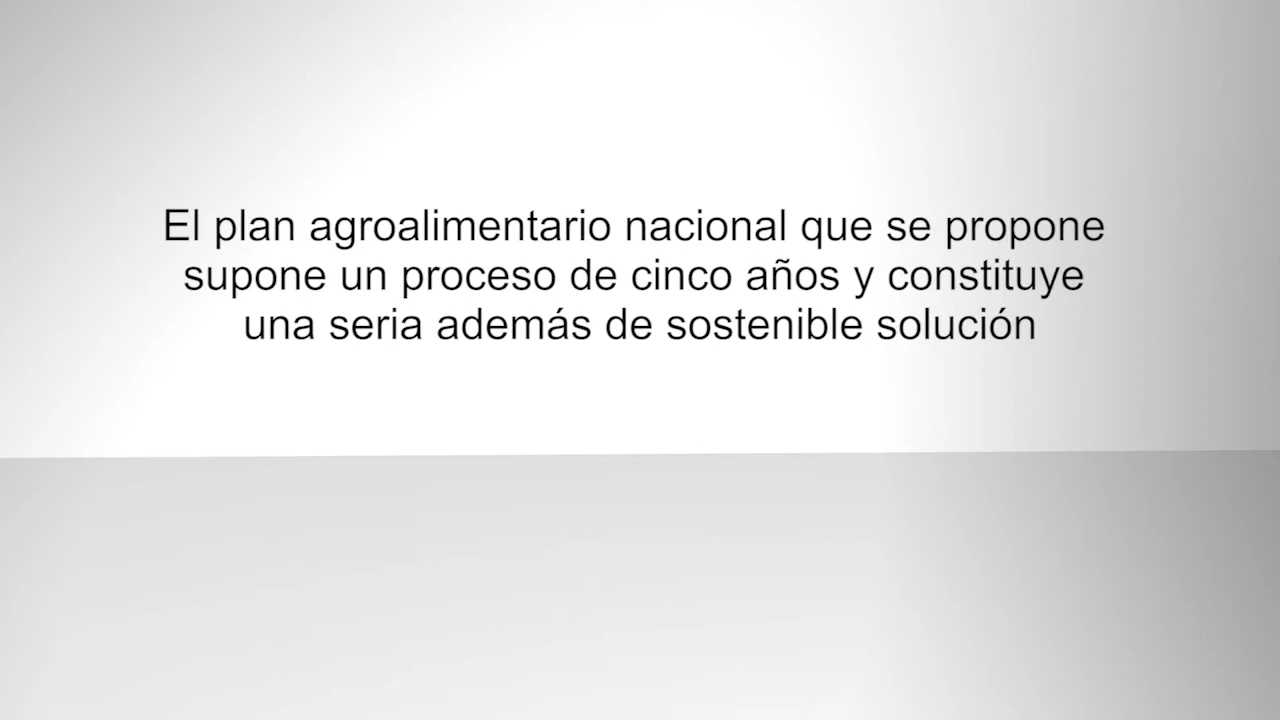 El plan agroalimentario nacional que se propone
supone un proceso de cinco años y constituye
una seria además de sostenible solución